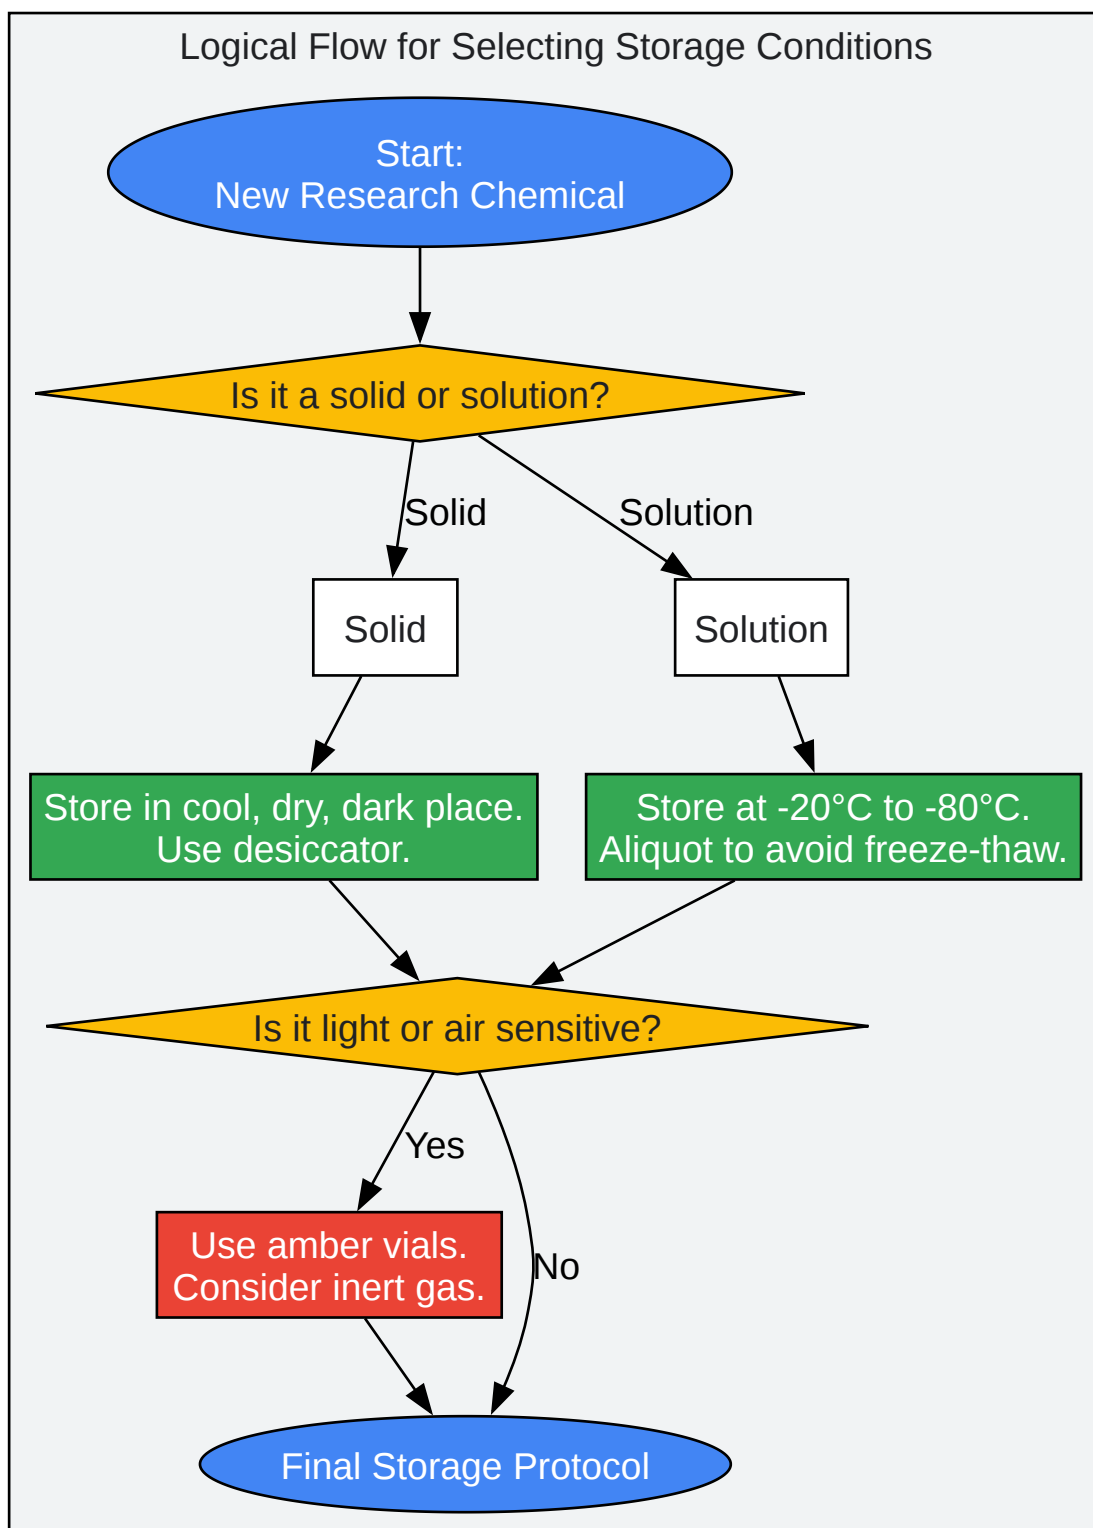 Logical Flow for Selecting Storage Conditions
Start:
New Research Chemical
Is it a solid or solution?
Solid
Solution
Solid
Solution
Store in cool, dry, dark place.
Use desiccator.
Store at -20°C to -80°C.
Aliquot to avoid freeze-thaw.
Is it light or air sensitive?
Yes
Use amber vials.
Consider inert gas.
No
Final Storage Protocol